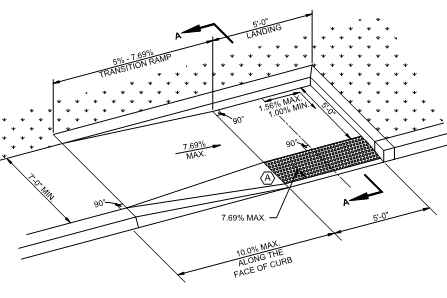 A
5'-0"
LANDING
5% - 7.69%
TRANSITION RAMP
1.56% MAX.
1.00% MIN.
5'-0"
90°
7.69%
MAX.
90°
7'-0" MIN.
90°
A
7.69% MAX.
A
5'-0"
10.0% MAX.
ALONG THE
FACE OF CURB